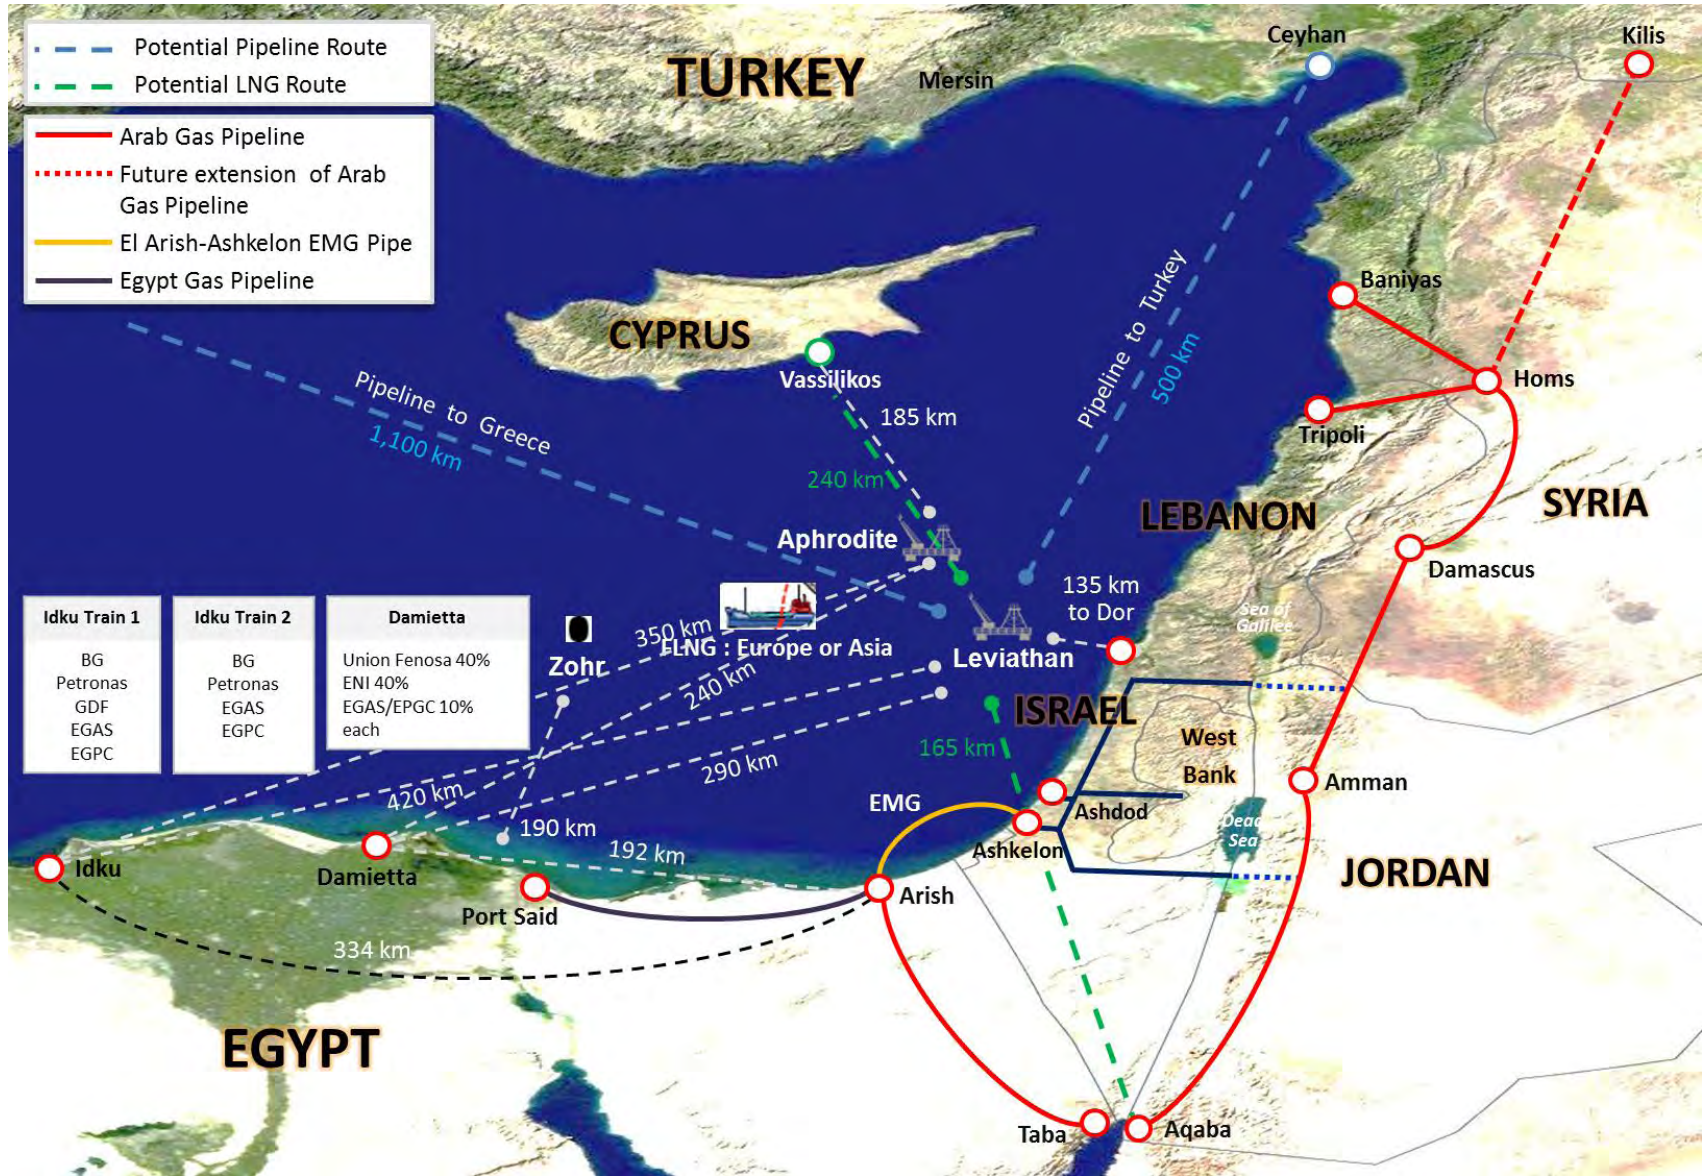 Potential Pipeline Route
Potential LNG Route
Arab Gas Pipeline
Future extension of Arab
Gas Pipeline
El Arish-Ashkelon EMG Pipe
Egypt Gas Pipeline
TURKEY
Mersin
Ceyhan
Kilis
CYPRUS
Vassilikos
Pipeline to Greece
1,100 km
Pipeline to Turkey
500 km
Baniyas
Homs
Tripoli
185 km
240 km
Aphrodite
LEBANON
SYRIA
Damascus
135 km
to Dor
Sea of
Galilee
Idku Train 1
BG
Petronas
GDF
EGAS
EGPC
Idku Train 2
BG
Petronas
EGAS
EGPC
Damietta
Union Fenosa 40%
ENI 40%
EGAS/EPGC 10%
each
Zohr
350 km
FLNG : Europe or Asia
240 km
Leviathan
ISRAEL
West
Bank
165 km
290 km
420 km
190 km
192 km
EMG
Ashdod
Ashkelon
Amman
Dead
Sea
JORDAN
Idku
Damietta
Port Said
Arish
334 km
EGYPT
Taba
Aqaba